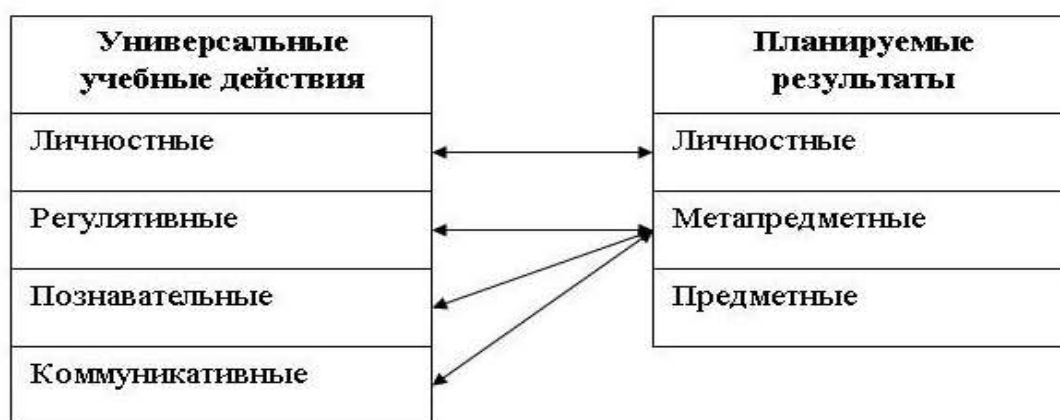 Универсальные
учебные действия
Личностные
Регулятивные
Познавательные
Коммуникативные
Планируемые
результаты
Личностные
Метапредметные
Предметные